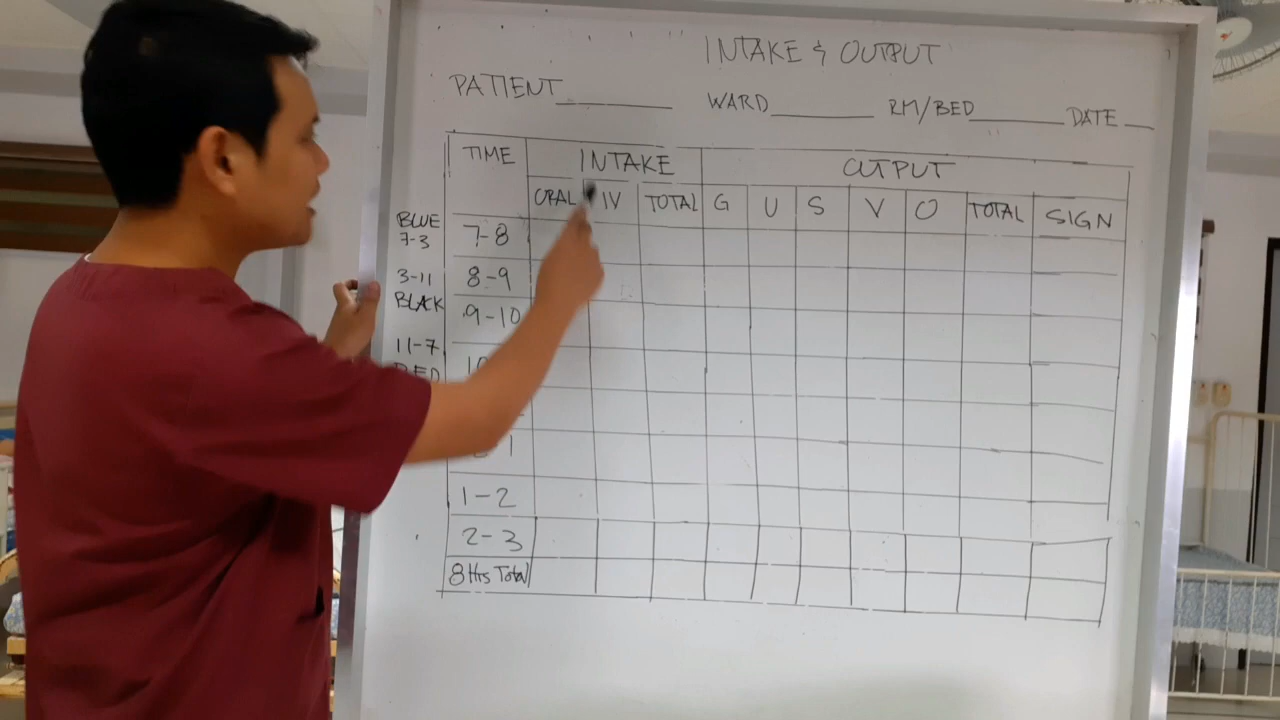 INTAKE & OUTPUT
PATIENT WARD RM/BED DATE
TIME INTAKE OUTPUT
ORAL IV TOTAL G U S V O TOTAL SIGN
BLUE
7-3
7-8
3-11
BLACK
8-9
9-10
11-7
RED
1-2
2-3
8 Hrs Total